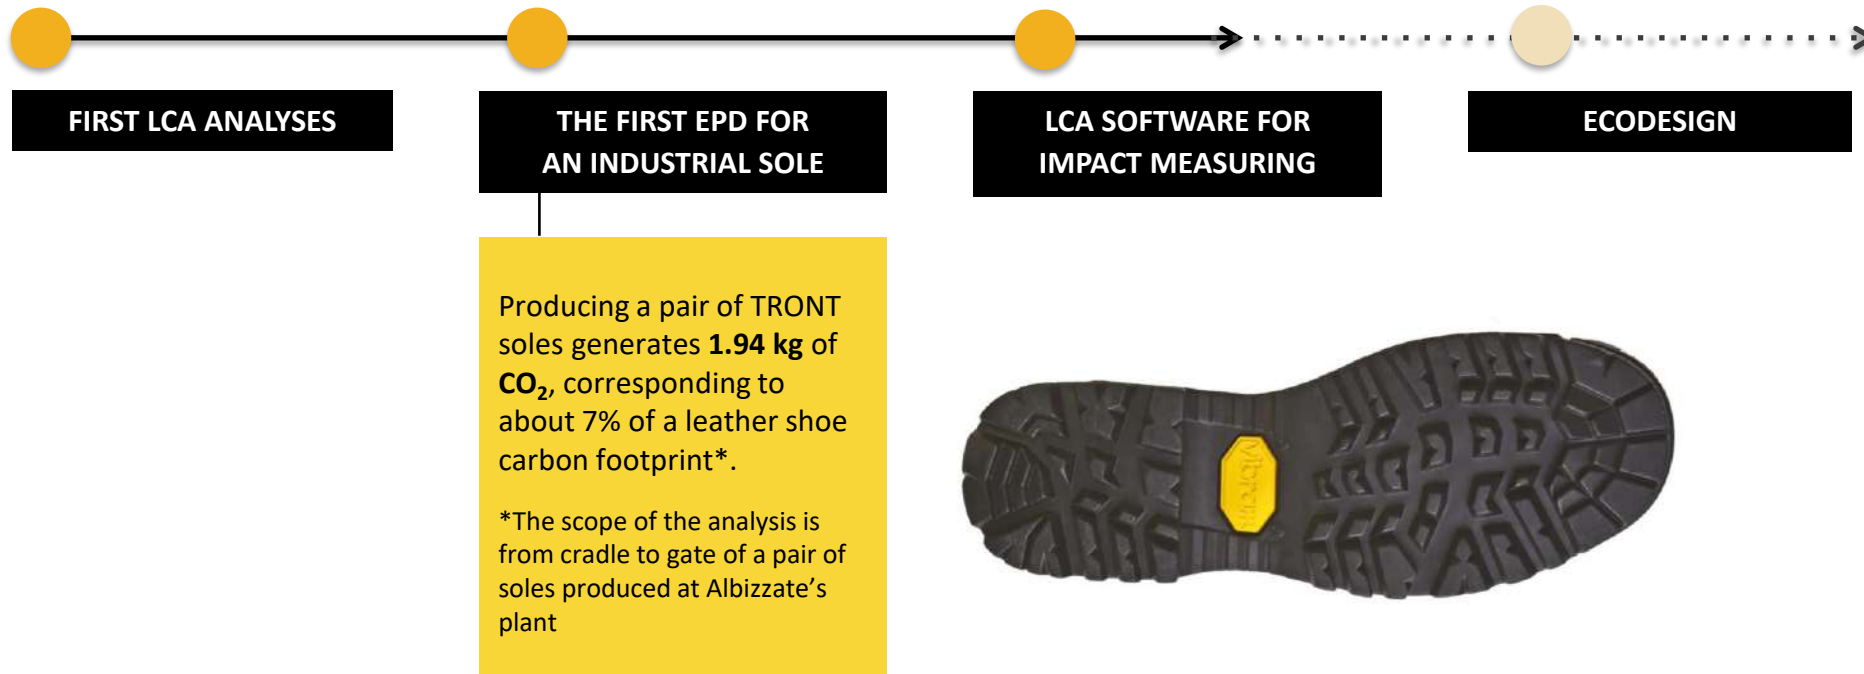 FIRST LCA ANALYSES
THE FIRST EPD FOR
AN INDUSTRIAL SOLE
LCA SOFTWARE FOR
IMPACT MEASURING
ECODESIGN
Producing a pair of TRONT
soles generates 1.94 kg of
CO₂, corresponding to
about 7% of a leather shoe
carbon footprint*.
*The scope of the analysis is
from cradle to gate of a pair of
soles produced at Albizzate’s
plant
vibram